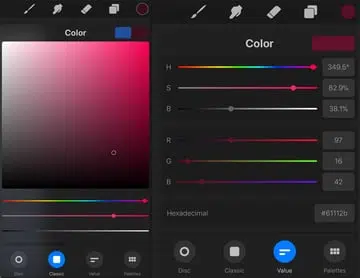 Color
Disc
Classic
Value
Palettes
Color
H 349.5°
S 82.9%
B 38.1%
R 97
G 16
B 42
Hexadecimal #61112b
Disc
Classic
Value
Palettes